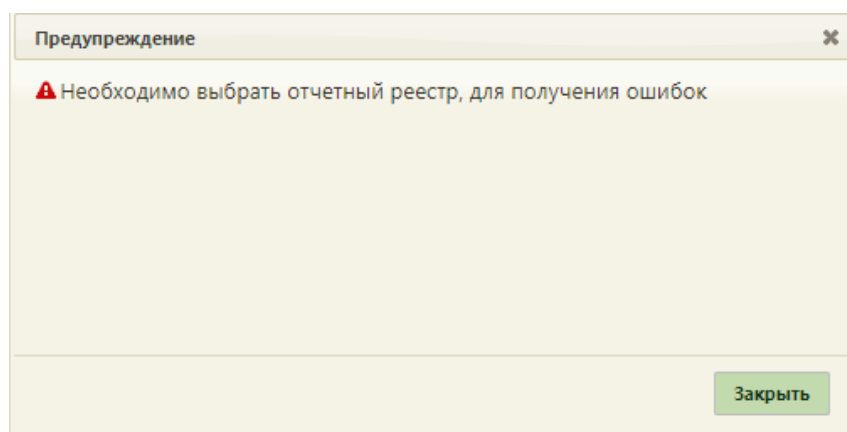 Предупреждение
Необходимо выбрать отчетный реестр, для получения ошибок
Закрыть